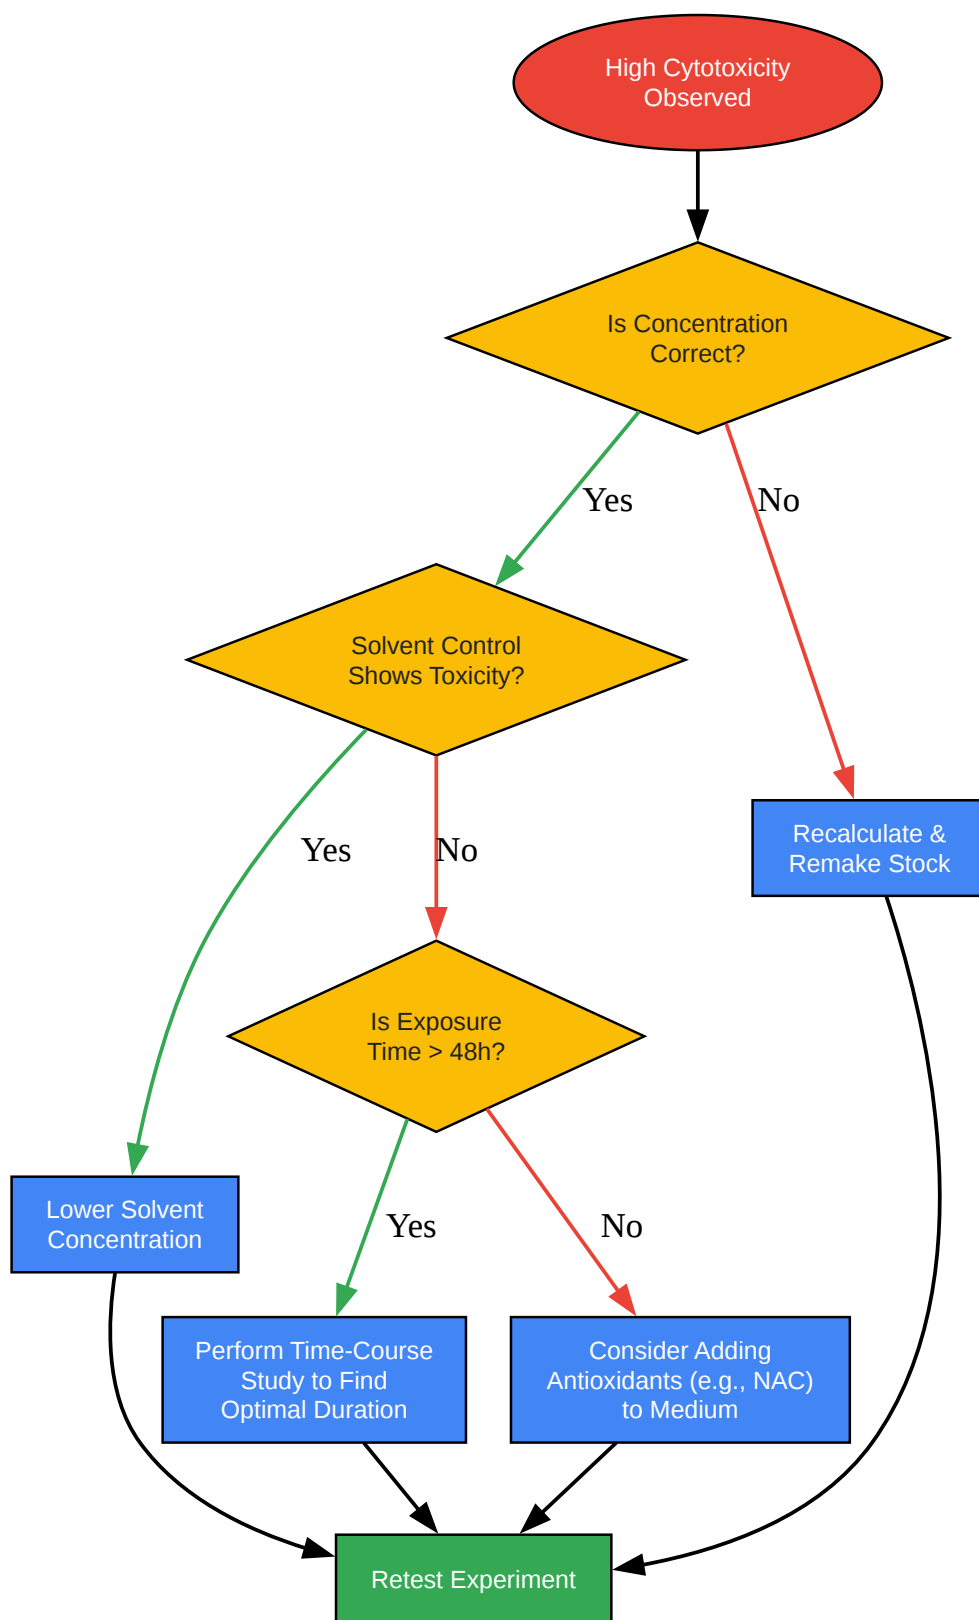 High Cytotoxicity
Observed
Is Concentration
Correct?
Yes
No
Solvent Control
Shows Toxicity?
Recalculate &
Remake Stock
Yes
No
Is Exposure
Time > 48h?
Lower Solvent
Concentration
Yes
No
Perform Time-Course
Study to Find
Optimal Duration
Consider Adding
Antioxidants (e.g., NAC)
to Medium
Retest Experiment